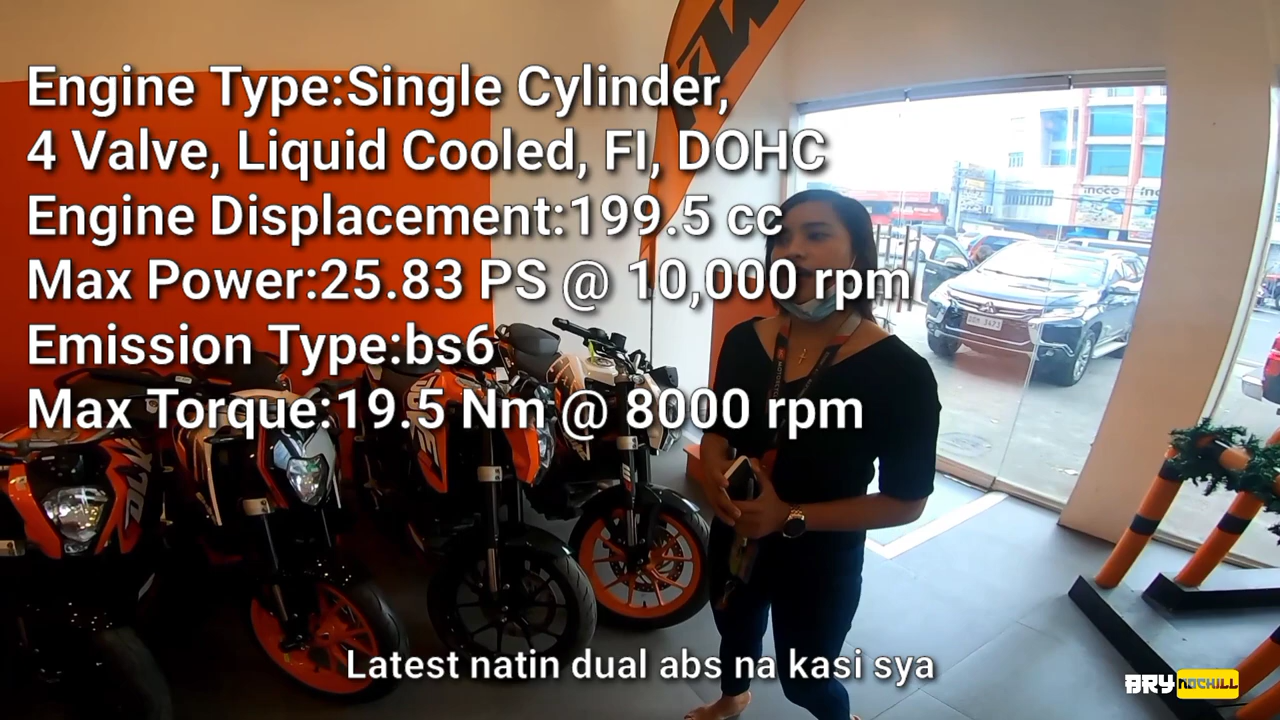 Engine Type:Single Cylinder,
4 Valve, Liquid Cooled, FI, DOHC
Engine Displacement:199.5 cc
Max Power:25.83 PS @ 10,000 rpm
Emission Type:bs6
Max Torque:19.5 Nm @ 8000 rpm
Latest natin dual abs na kasi sya
BRY NOCHILL